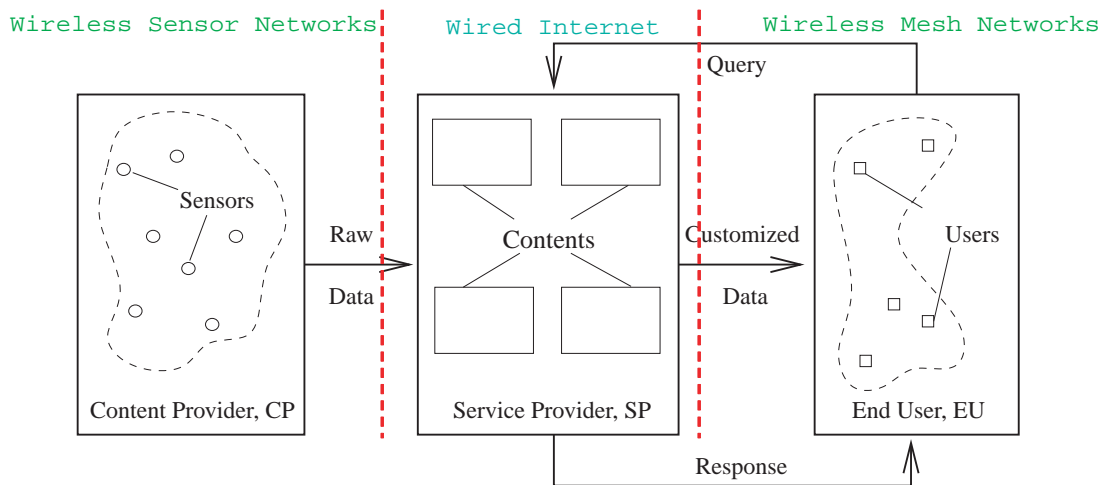 Wireless Sensor Networks
Wired Internet
Wireless Mesh Networks
Query
Sensors
Raw
Data
Contents
Customized
Data
Users
Content Provider, CP
Service Provider, SP
End User, EU
Response